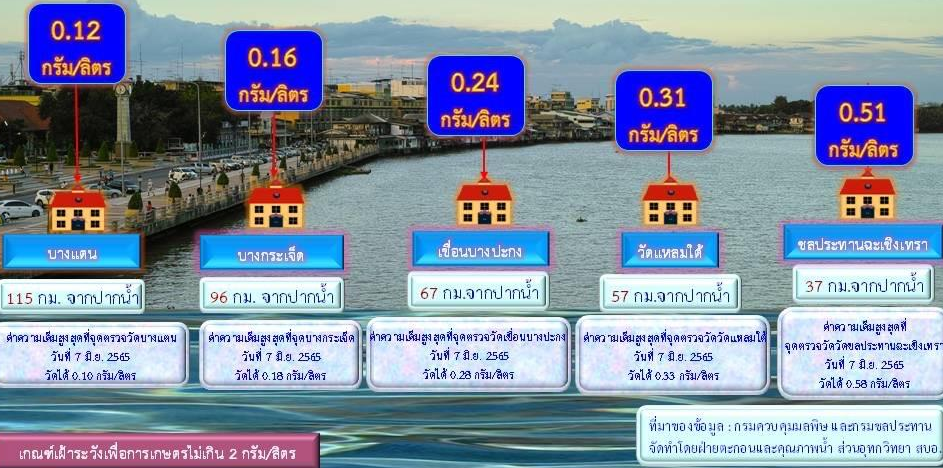 0.12
กรัม/ลิตร
0.16
กรัม/ลิตร
0.24
กรัม/ลิตร
0.31
กรัม/ลิตร
0.51
กรัม/ลิตร
บางแตน
บางกระเจ็ด
เขื่อนบางปะกง
วัดแหลมใต้
ชลประทานฉะเชิงเทรา
115 กม. จากปากน้ำ
96 กม. จากปากน้ำ
67 กม.จากปากน้ำ
57 กม.จากปากน้ำ
37 กม.จากปากน้ำ
ค่าความเค็มสูงสุดที่จุดตรวจวัดบางแตน
วันที่ 7 มิ.ย. 2565
วัดได้ 0.10 กรัม/ลิตร
ค่าความเค็มสูงสุดที่จุดบางกระเจ็ด
วันที่ 7 มิ.ย. 2565
วัดได้ 0.18 กรัม/ลิตร
ค่าความเค็มสูงสุดที่จุดตรวจวัดเขื่อนบางปะกง
วันที่ 7 มิ.ย. 2565
วัดได้ 0.28 กรัม/ลิตร
ค่าความเค็มสูงสุดที่จุดตรวจวัดวัดแหลมใต้
วันที่ 7 มิ.ย. 2565
วัดได้ 0.33 กรัม/ลิตร
ค่าความเค็มสูงสุดที่
จุดตรวจวัดวัดชลประทานฉะเชิงเทรา
วันที่ 7 มิ.ย. 2565
วัดได้ 0.58 กรัม/ลิตร
เกณฑ์เฝ้าระวังเพื่อการเกษตรไม่เกิน 2 กรัม/ลิตร
ที่มาของข้อมูล : กรมควบคุมมลพิษ และกรมชลประทาน
จัดทำโดยฝ่ายตะกอนและคุณภาพน้ำ ส่วนอุทกวิทยา สบอ.